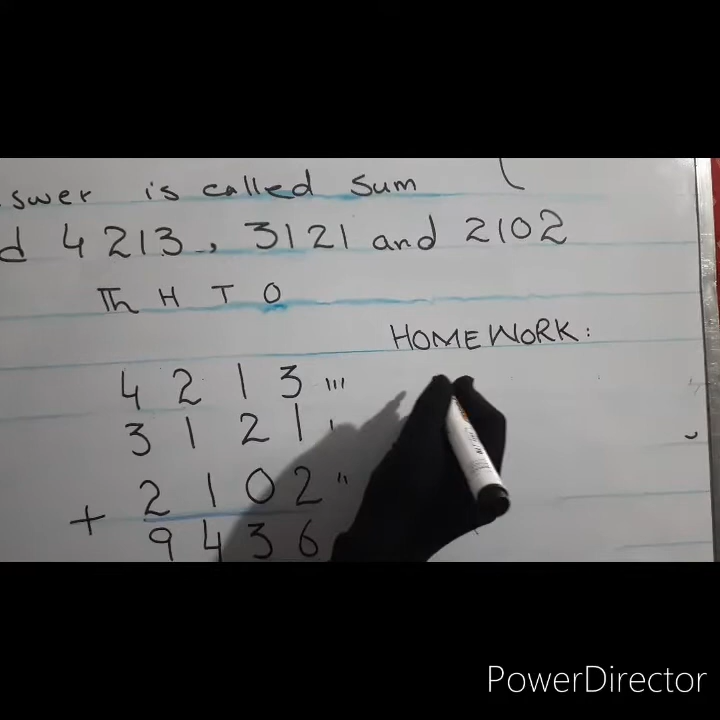 swer is called sum
d 4213, 3121 and 2102
Th H T O
HOMEWORK:
4 2 1 3
3 1 2 1
+ 2 1 0 2
9 4 3 6
PowerDirector